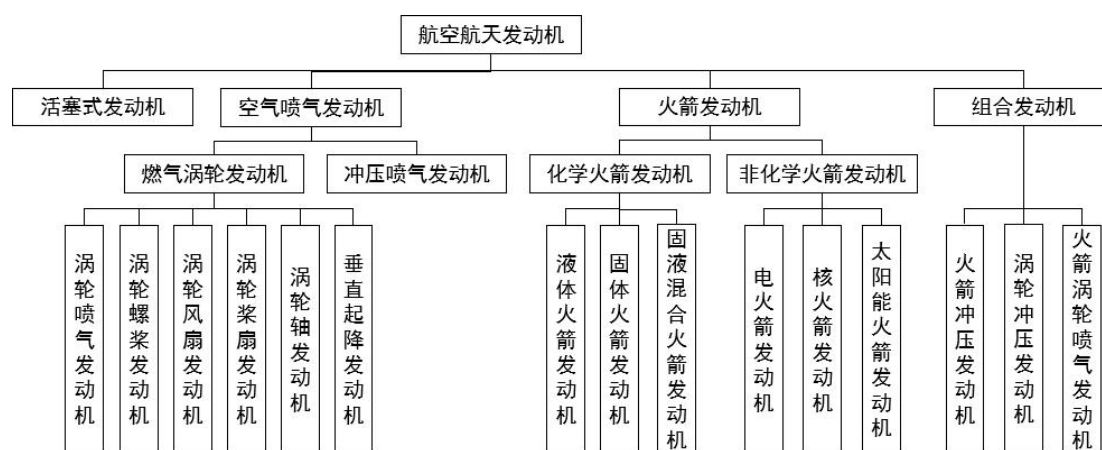 航空航天发动机
活塞式发动机
空气喷气发动机
火箭发动机
组合发动机
燃气涡轮发动机
冲压喷气发动机
化学火箭发动机
非化学火箭发动机
涡轮喷气发动机
涡轮螺桨发动机
涡轮风扇发动机
涡轮桨扇发动机
涡轮轴发动机
垂直起降发动机
液体火箭发动机
固体火箭发动机
固液混合火箭发动机
电火箭发动机
核火箭发动机
太阳能火箭发动机
火箭冲压发动机
涡轮冲压发动机
火箭涡轮喷气发动机